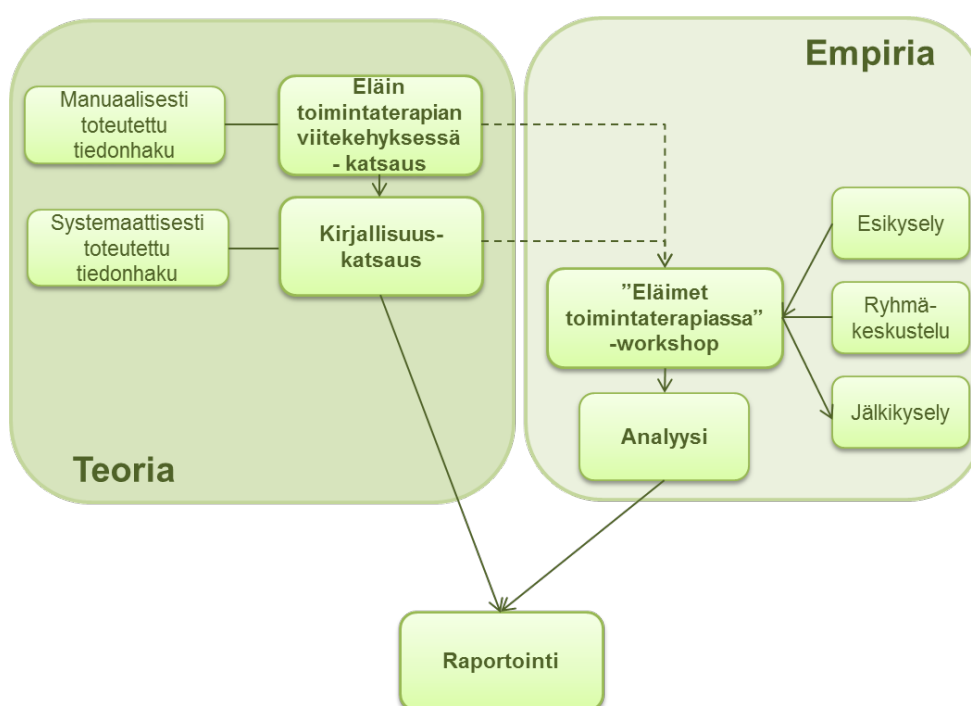 Manuaalisesti
toteutettu
tiedonhaku
Eläin
toimintaterapian
viitekehyksessä
- katsaus
Systemaattisesti
toteutettu
tiedonhaku
Kirjallisuus-
katsaus
Teoria
Empiria
”Eläimet
toimintaterapiassa”
-workshop
Esikysely
Ryhmä-
keskustelu
Jälkikysely
Analyysi
Raportointi